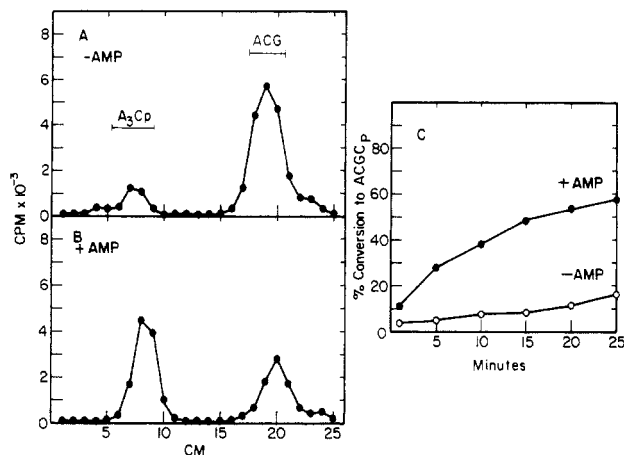 A
-AMP
ACG
A₃Cp
8
6
4
2
0
CPM x 10⁻³
B
+ AMP
8
6
4
2
0
5
10
15
20
25
CM
C
+ AMP
-AMP
80
60
40
20
0
% Conversion to ACGCₚ
5
10
15
20
25
Minutes